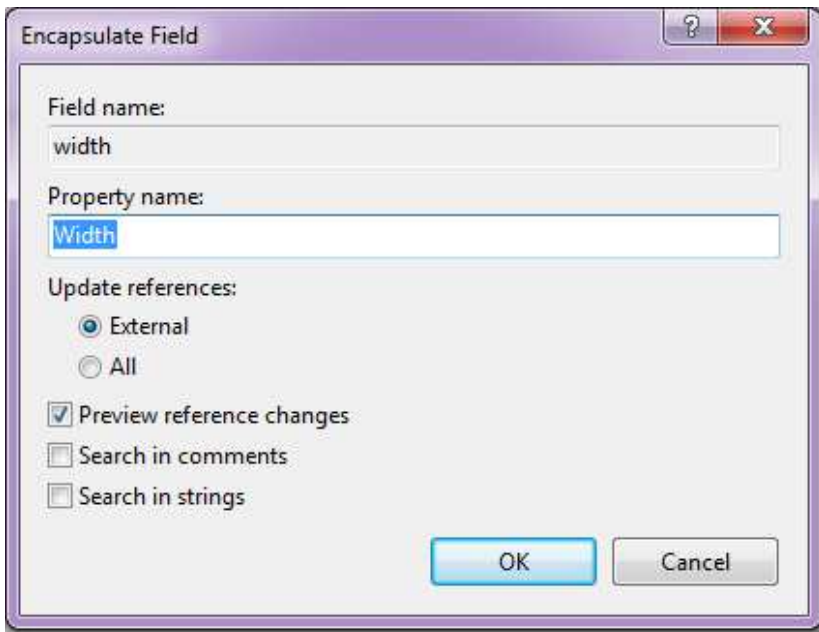 Encapsulate Field
Field name:
width
Property name:
Width
Update references:
External
All
Preview reference changes
Search in comments
Search in strings
OK Cancel